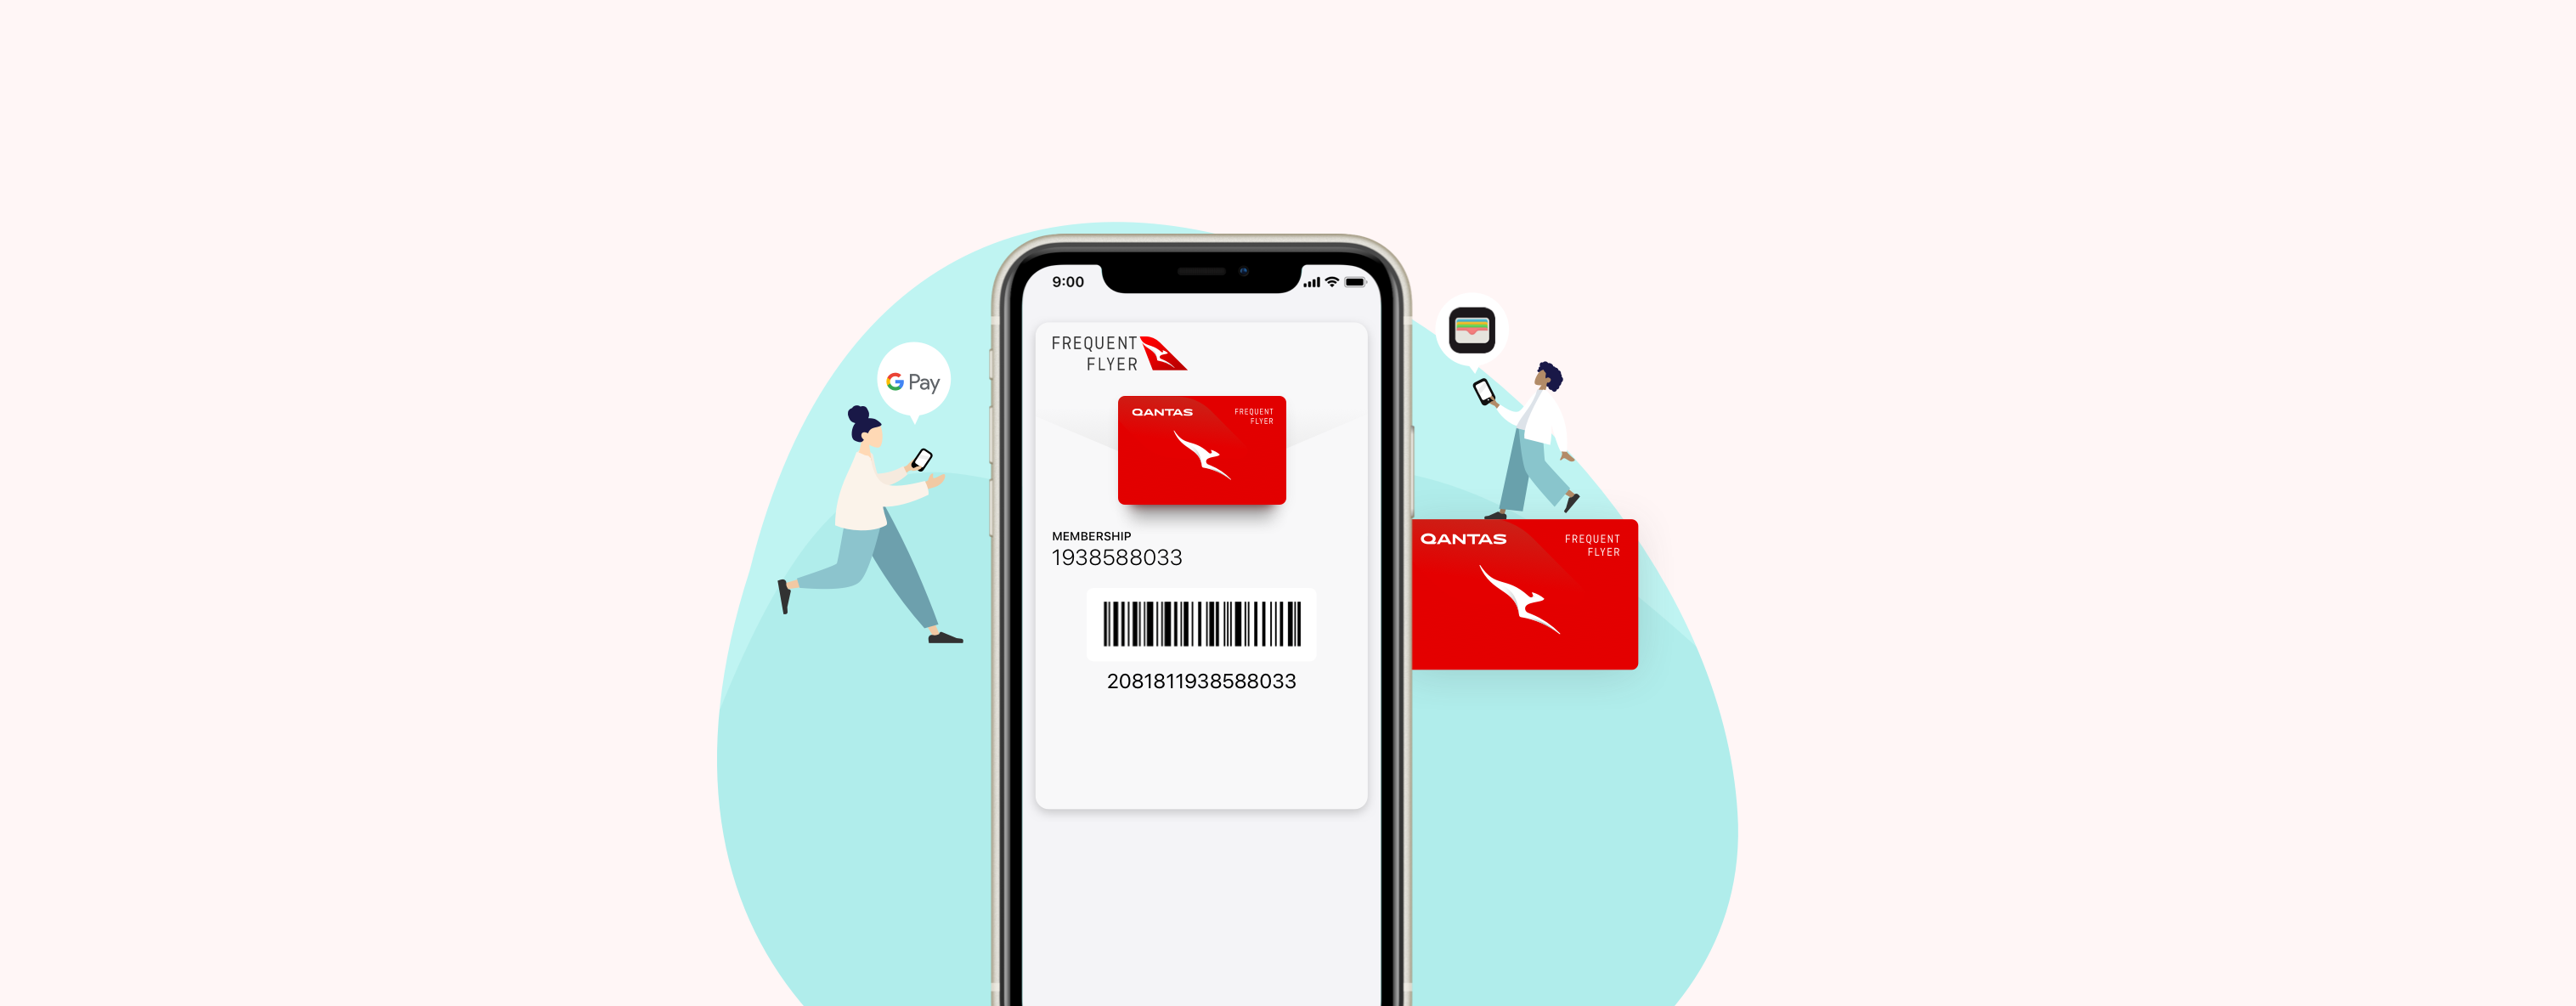 9:00
FREQUENT
FLYER
G Pay
QANTAS
FREQUENT
FLYER
MEMBERSHIP
1938588033
QANTAS
FREQUENT
FLYER
2081811938588033